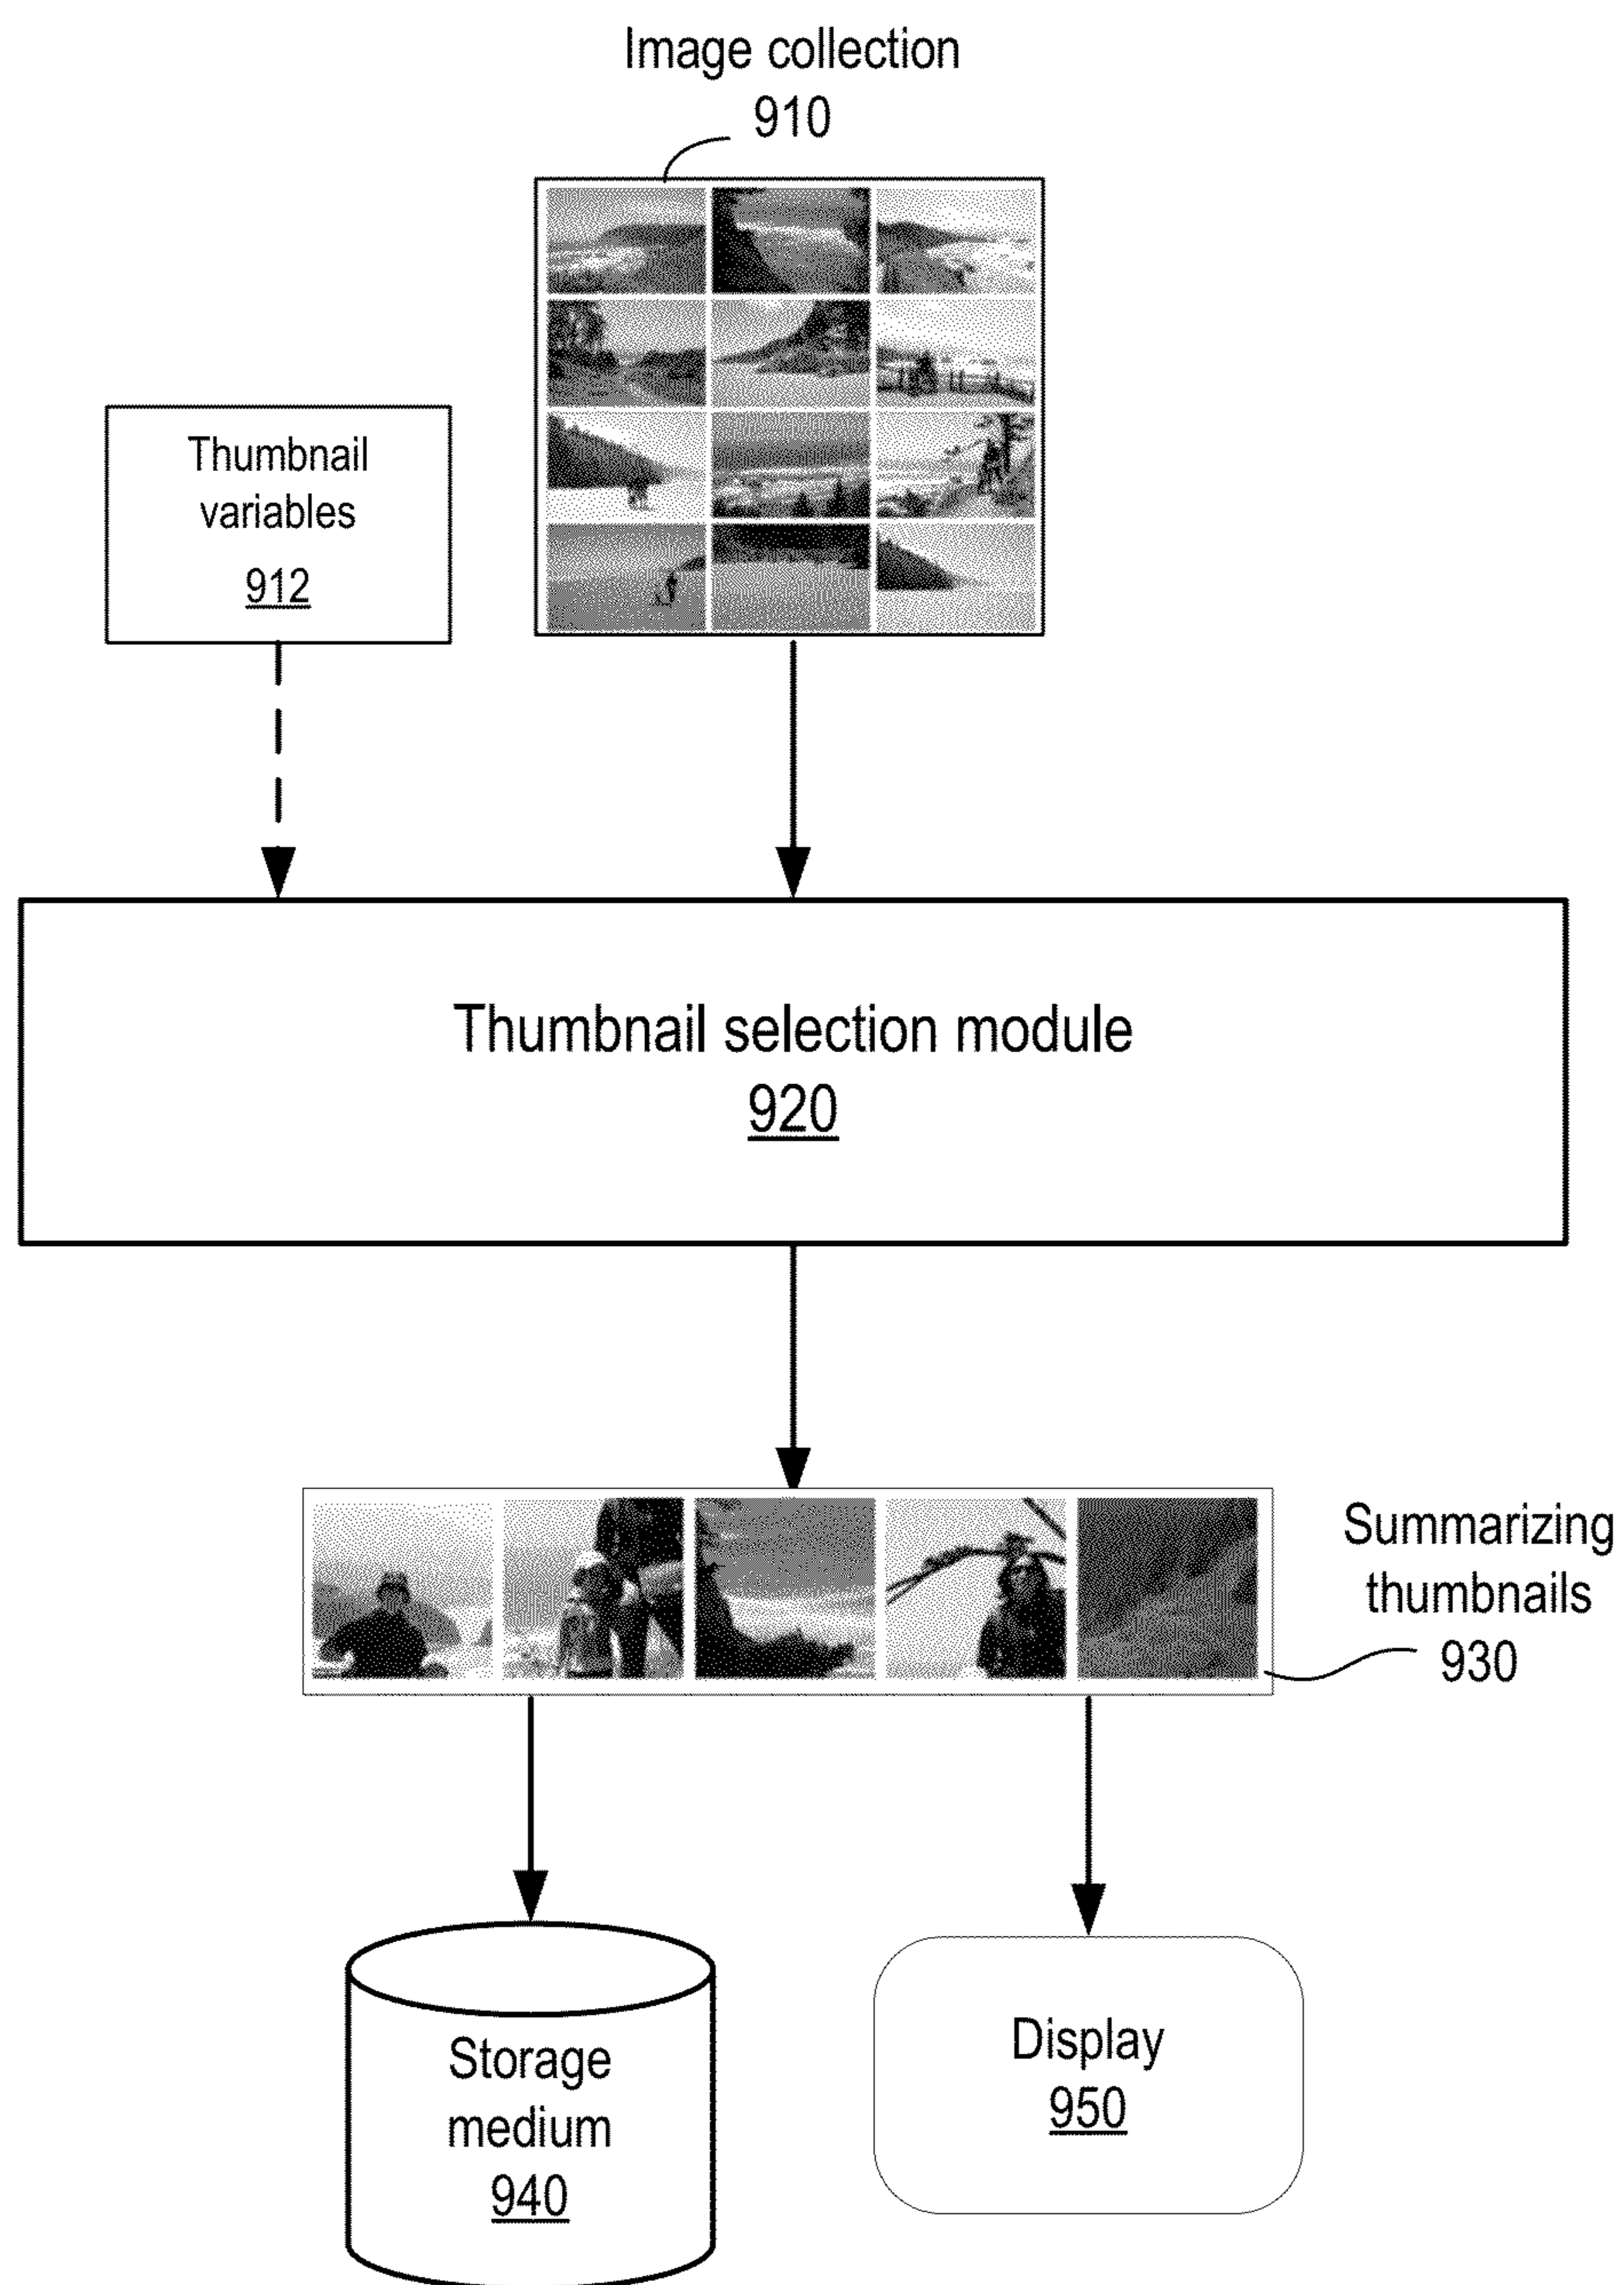 Image collection
910
Thumbnail
variables
912
Thumbnail selection module
920
Summarizing
thumbnails
930
Storage
medium
940
Display
950